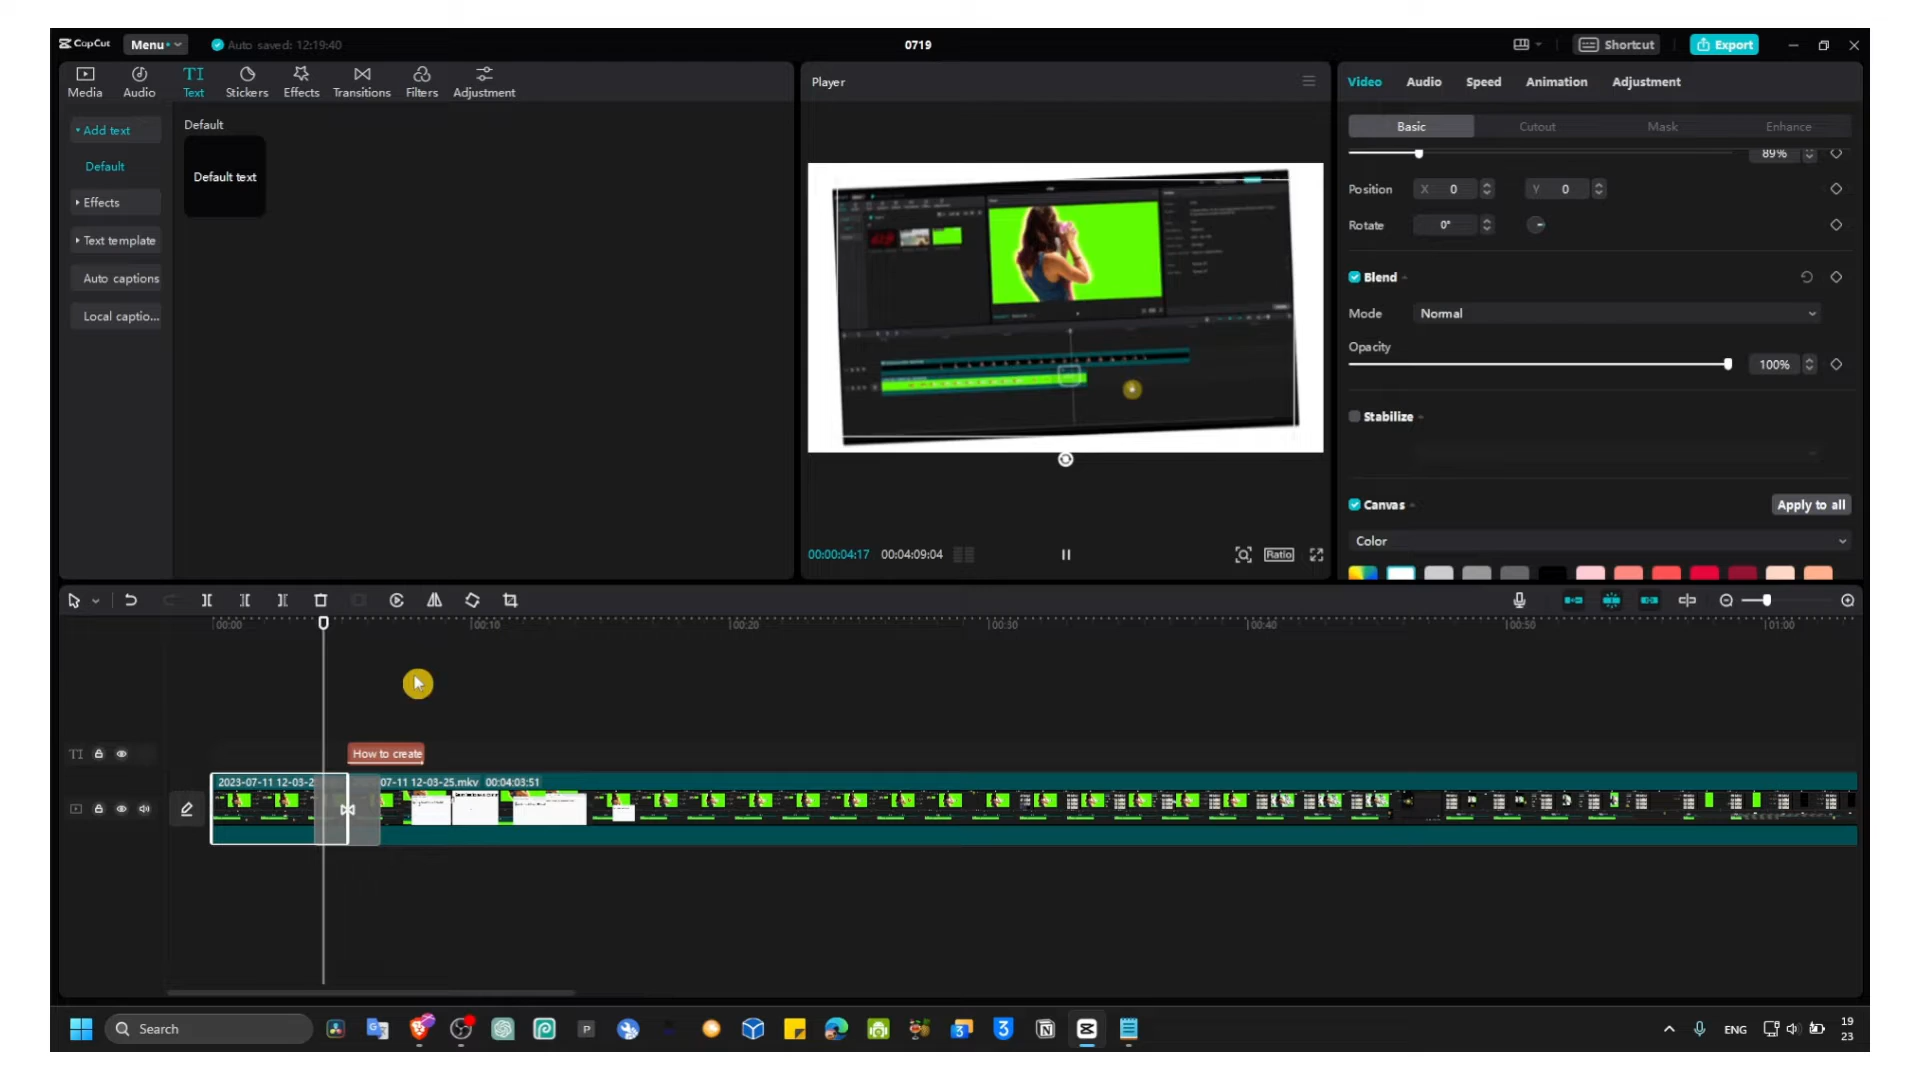 CapCut
Menu
Auto saved: 12:19:40
0719
Shortcut
Export
Media
Audio
TI
Text
Stickers
Effects
Transitions
Filters
Adjustment
Player
Video
Audio
Speed
Animation
Adjustment
Add text
Default
Default
Default text
Effects
Text template
Auto captions
Local captio...
Basic
Cutout
Mask
Enhance
89%
Position
X 0
Y 0
Rotate
0°
Blend
Mode
Normal
Opacity
100%
Stabilize
Canvas
Apply to all
Color
00:00:04:17
00:04:09:04
Ratio
00:00
00:10
00:20
00:30
00:40
00:50
01:00
TI
How to create
2023-07-11 12-03-2
07-11 12-03-25.mkv 00:04:03:51
Search
P
3
3
N
ENG
19
23